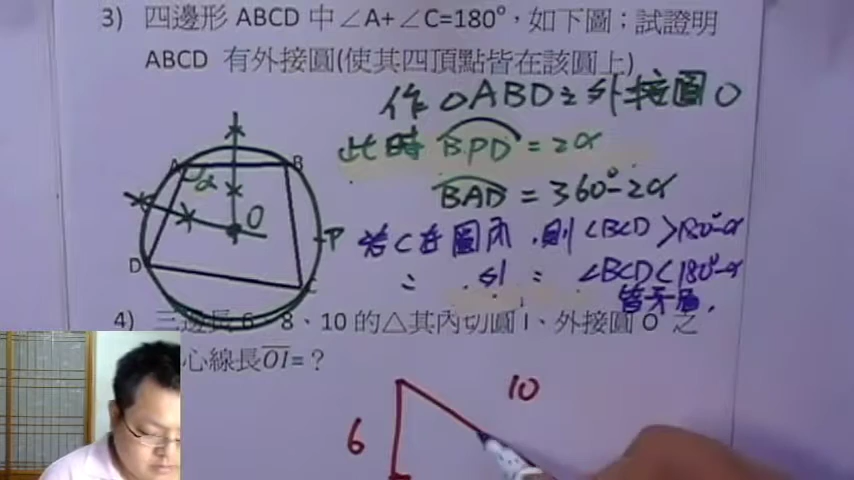 3) 四邊形 ABCD 中∠A+∠C=180°，如下圖；試證明
ABCD 有外接圓(使其四頂點皆在該圓上)
作△ABD之外接圓O
此時 BPD = 2α
BAD = 360°-2α
若C在圓內，則∠BCD>180°-α
= 外 = ∠BCD<180°-α
皆矛盾.
A
B
α
O
P
D
C
4) 三邊長 6、8、10 的△其內切圓 I、外接圓 O 之
心線長OI=？
10
6